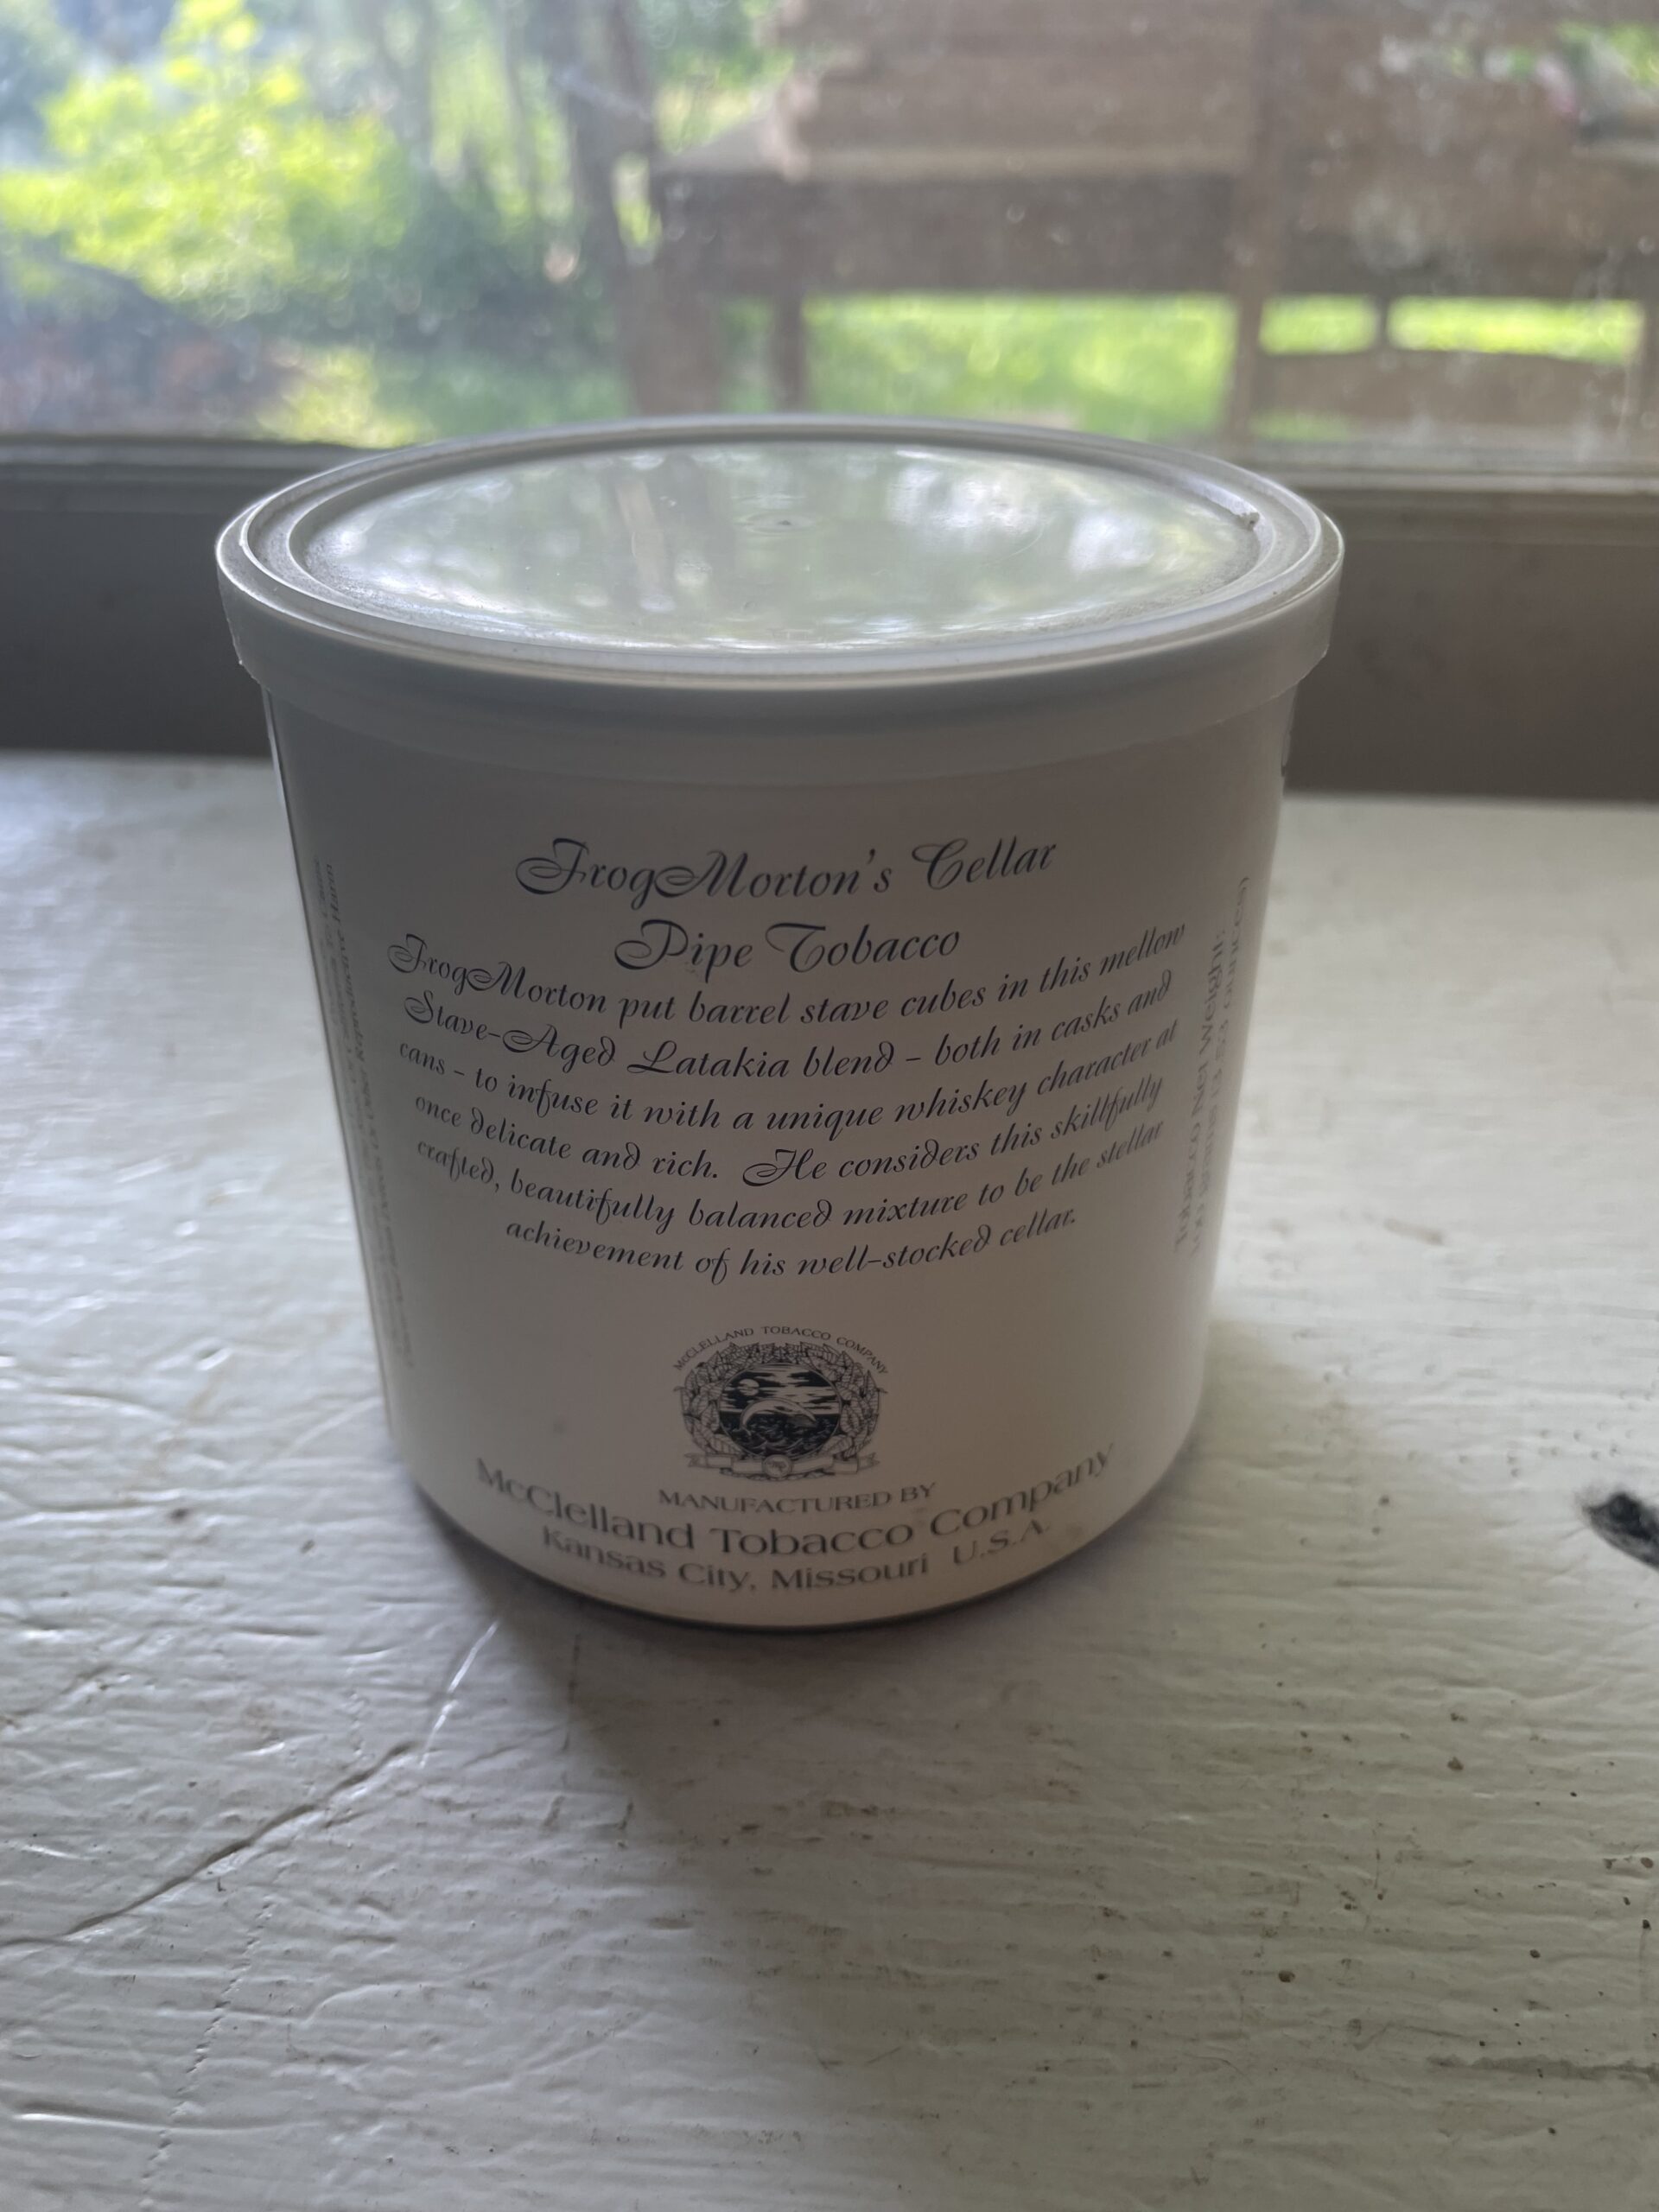 FrogMorton's Cellar
Pipe Tobacco
FrogMorton put barrel stave cubes in this mellow
Stave-Aged Latakia blend – both in casks and
cans – to infuse it with a unique whiskey character at
once delicate and rich. He considers this skillfully
crafted, beautifully balanced mixture to be the stellar
achievement of his well-stocked cellar.
McCLELLAND TOBACCO COMPANY
MANUFACTURED BY
McClelland Tobacco Company
Kansas City, Missouri U.S.A.
Reproductive Harm
Tobacco Net Weight: